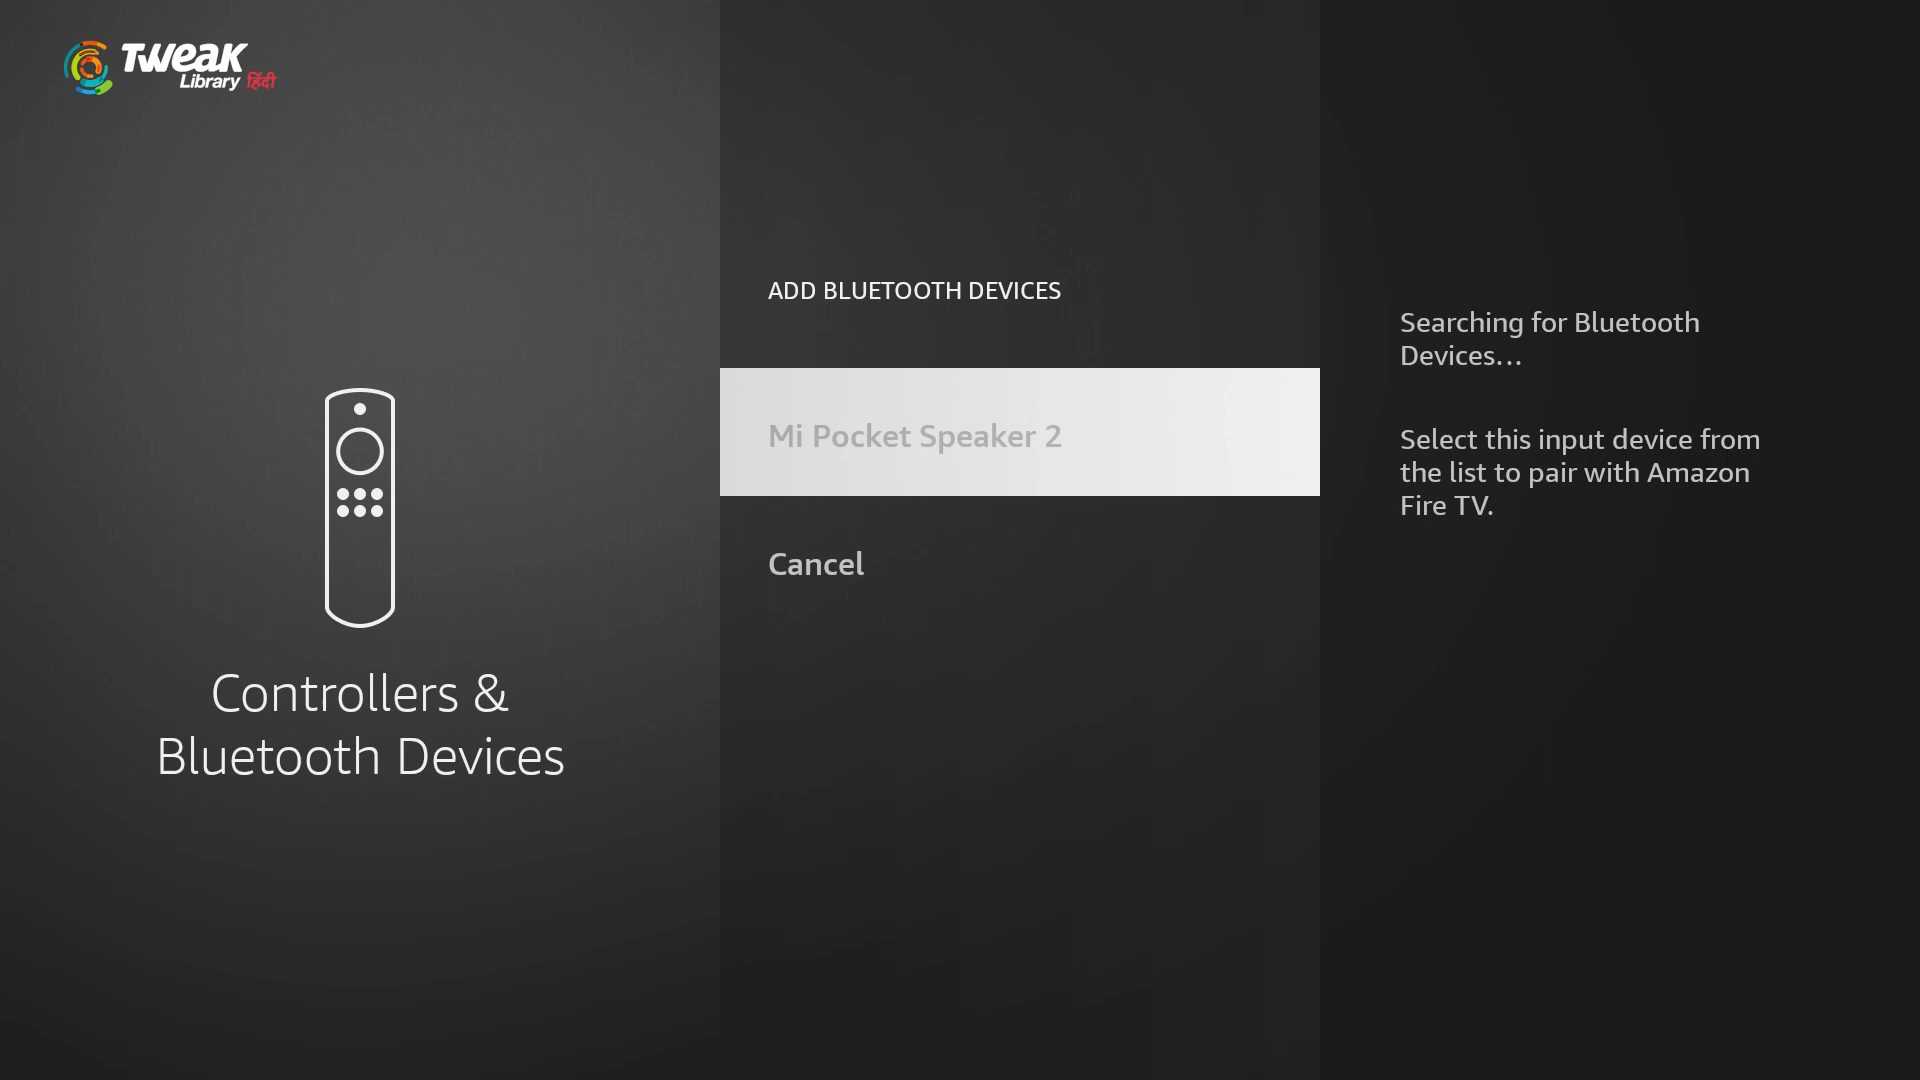 TWEAK
Library हिंदी
ADD BLUETOOTH DEVICES
Mi Pocket Speaker 2
Cancel
Searching for Bluetooth
Devices...
Select this input device from
the list to pair with Amazon
Fire TV.
Controllers &
Bluetooth Devices